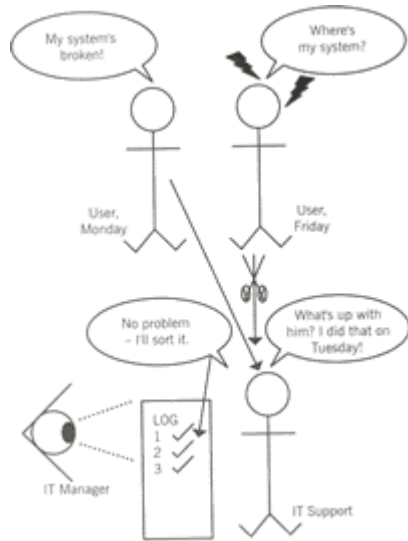 My system's
broken!
Where's
my system?
User,
Monday
User,
Friday
No problem
– I'll sort it.
What's up with
him? I did that on
Tuesday!
LOG
1
2
3
IT Manager
IT Support